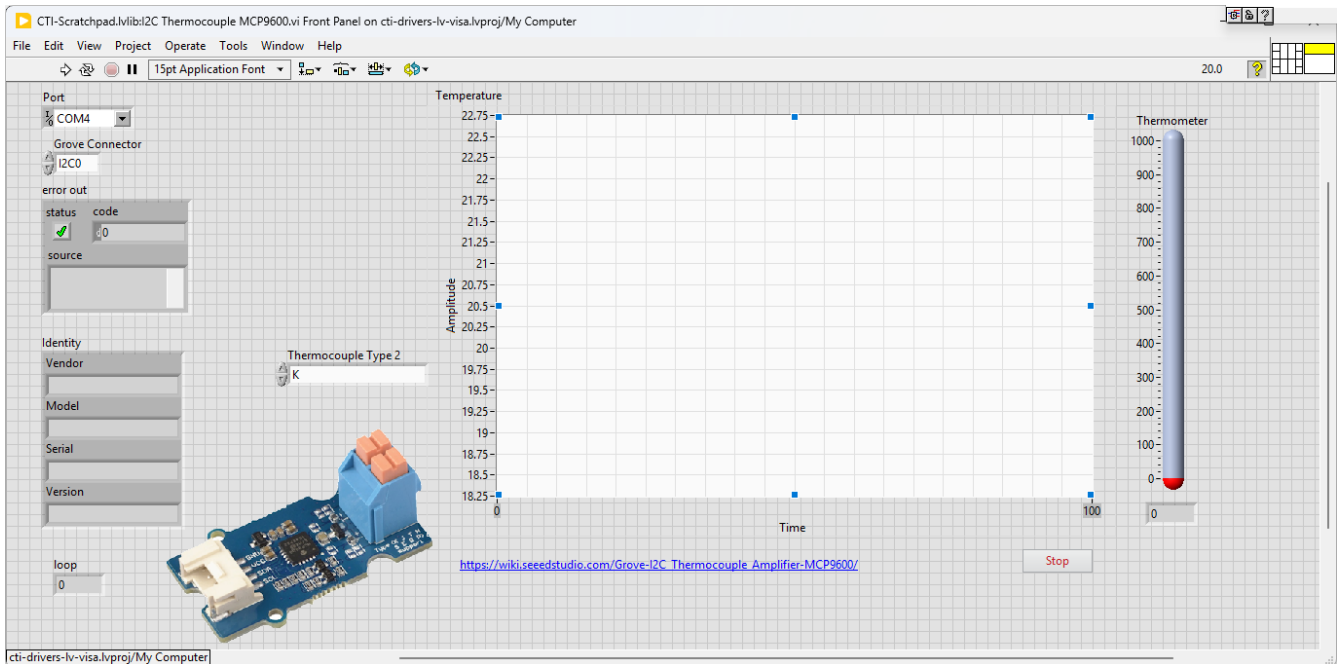 CTI-Scratchpad.lvlib:I2C Thermocouple MCP9600.vi Front Panel on cti-drivers-lv-visa.lvproj/My Computer
File Edit View Project Operate Tools Window Help
15pt Application Font
20.0
?
Port
COM4
Grove Connector
I2C0
error out
status code
0
source
Identity
Vendor
Model
Serial
Version
loop
0
Thermocouple Type 2
K
Temperature
22.75
22.5
22.25
22
21.75
21.5
21.25
21
20.75
20.5
20.25
20
19.75
19.5
19.25
19
18.75
18.5
18.25
Amplitude
0 100
Time
https://wiki.seeedstudio.com/Grove-I2C_Thermocouple_Amplifier-MCP9600/
Stop
Thermometer
1000
900
800
700
600
500
400
300
200
100
0
0
cti-drivers-lv-visa.lvproj/My Computer